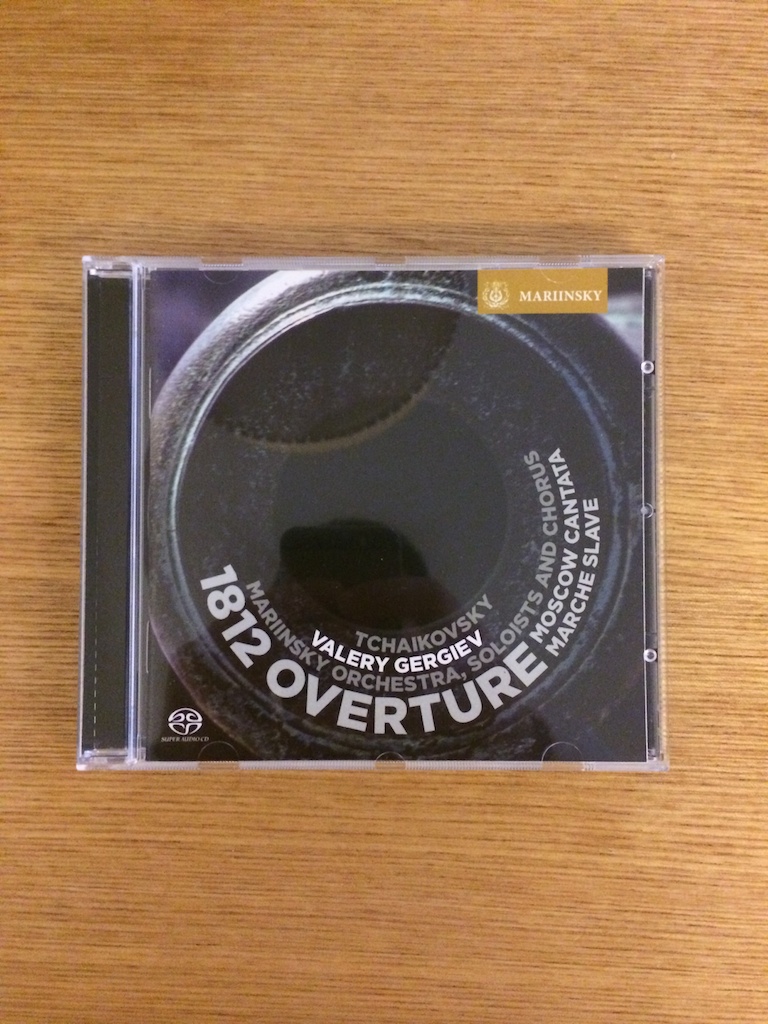 MARIINSKY
TCHAIKOVSKY
VALERY GERGIEV
MARIINSKY ORCHESTRA, SOLOISTS AND CHORUS
1812 OVERTURE
MOSCOW CANTATA
MARCHE SLAVE
SUPER AUDIO CD